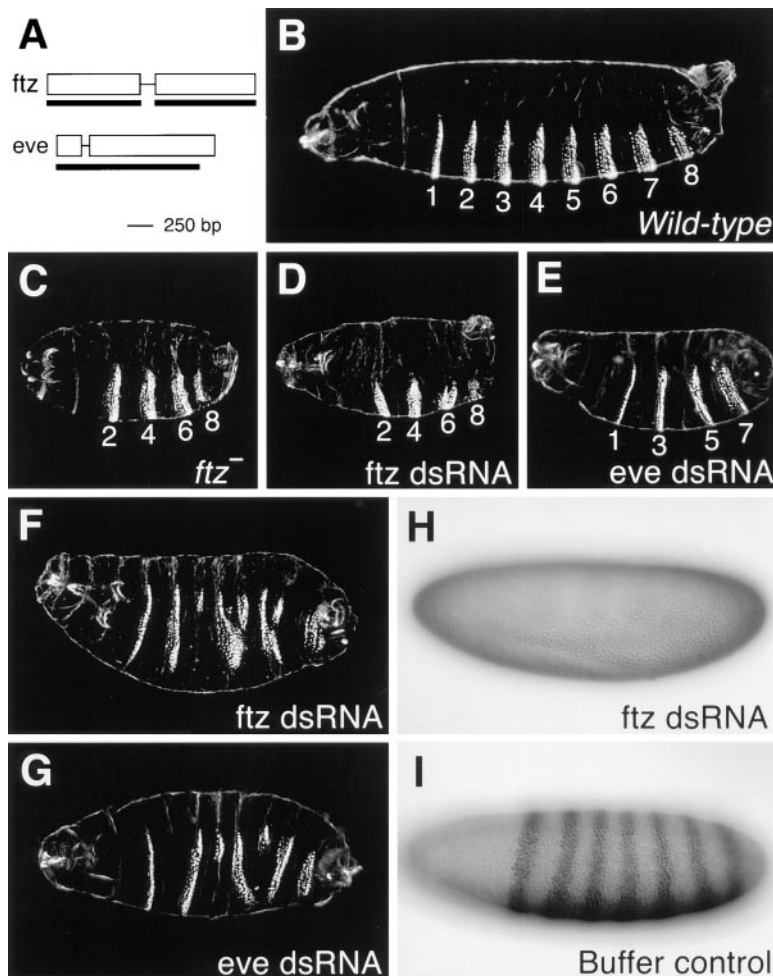 A
ftz
eve
250 bp
B
1 2 3 4 5 6 7 8
Wild-type
C
2 4 6 8
ftz–
D
2 4 6 8
ftz dsRNA
E
1 3 5 7
eve dsRNA
F
ftz dsRNA
H
ftz dsRNA
G
eve dsRNA
I
Buffer control